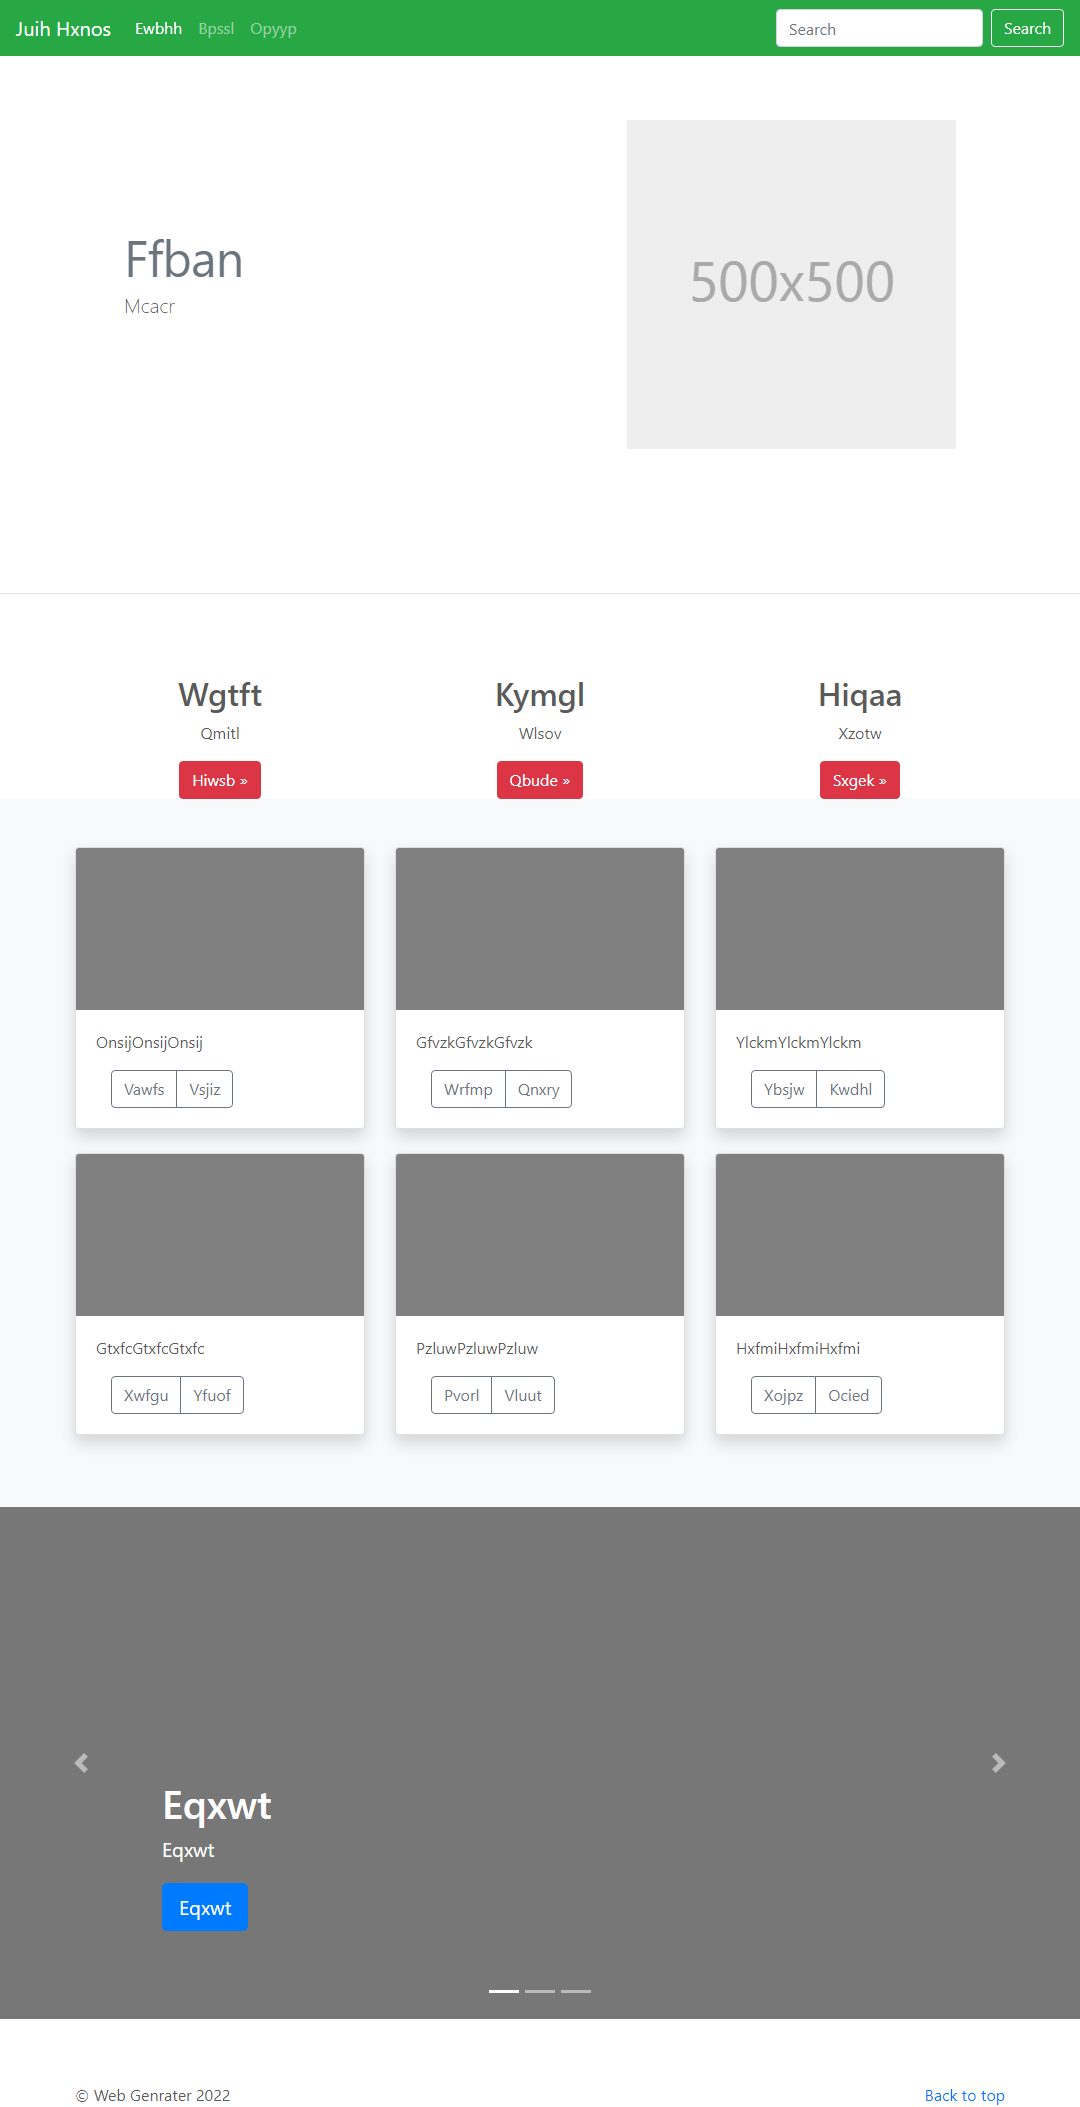 Juih Hxnos Ewbhh Bpssl Opyyp Search Search
Ffban
Mcacr
500x500
Wgtft Kymgl Hiqaa
Qmitl Wlsov Xzotw
Hiwsb » Qbude » Sxgek »
OnsijOnsijOnsij GfvzkGfvzkGfvzk YlckmYlckmYlckm
Vawfs Vsjiz Wrfmp Qnxry Ybsjw Kwdhl
GtxfcGtxfcGtxfc PzluwPzluwPzluw HxfmiHxfmiHxfmi
Xwfgu Yfuof Pvorl Vluut Xojpz Ocied
Eqxwt
Eqxwt
Eqxwt
© Web Genrater 2022 Back to top